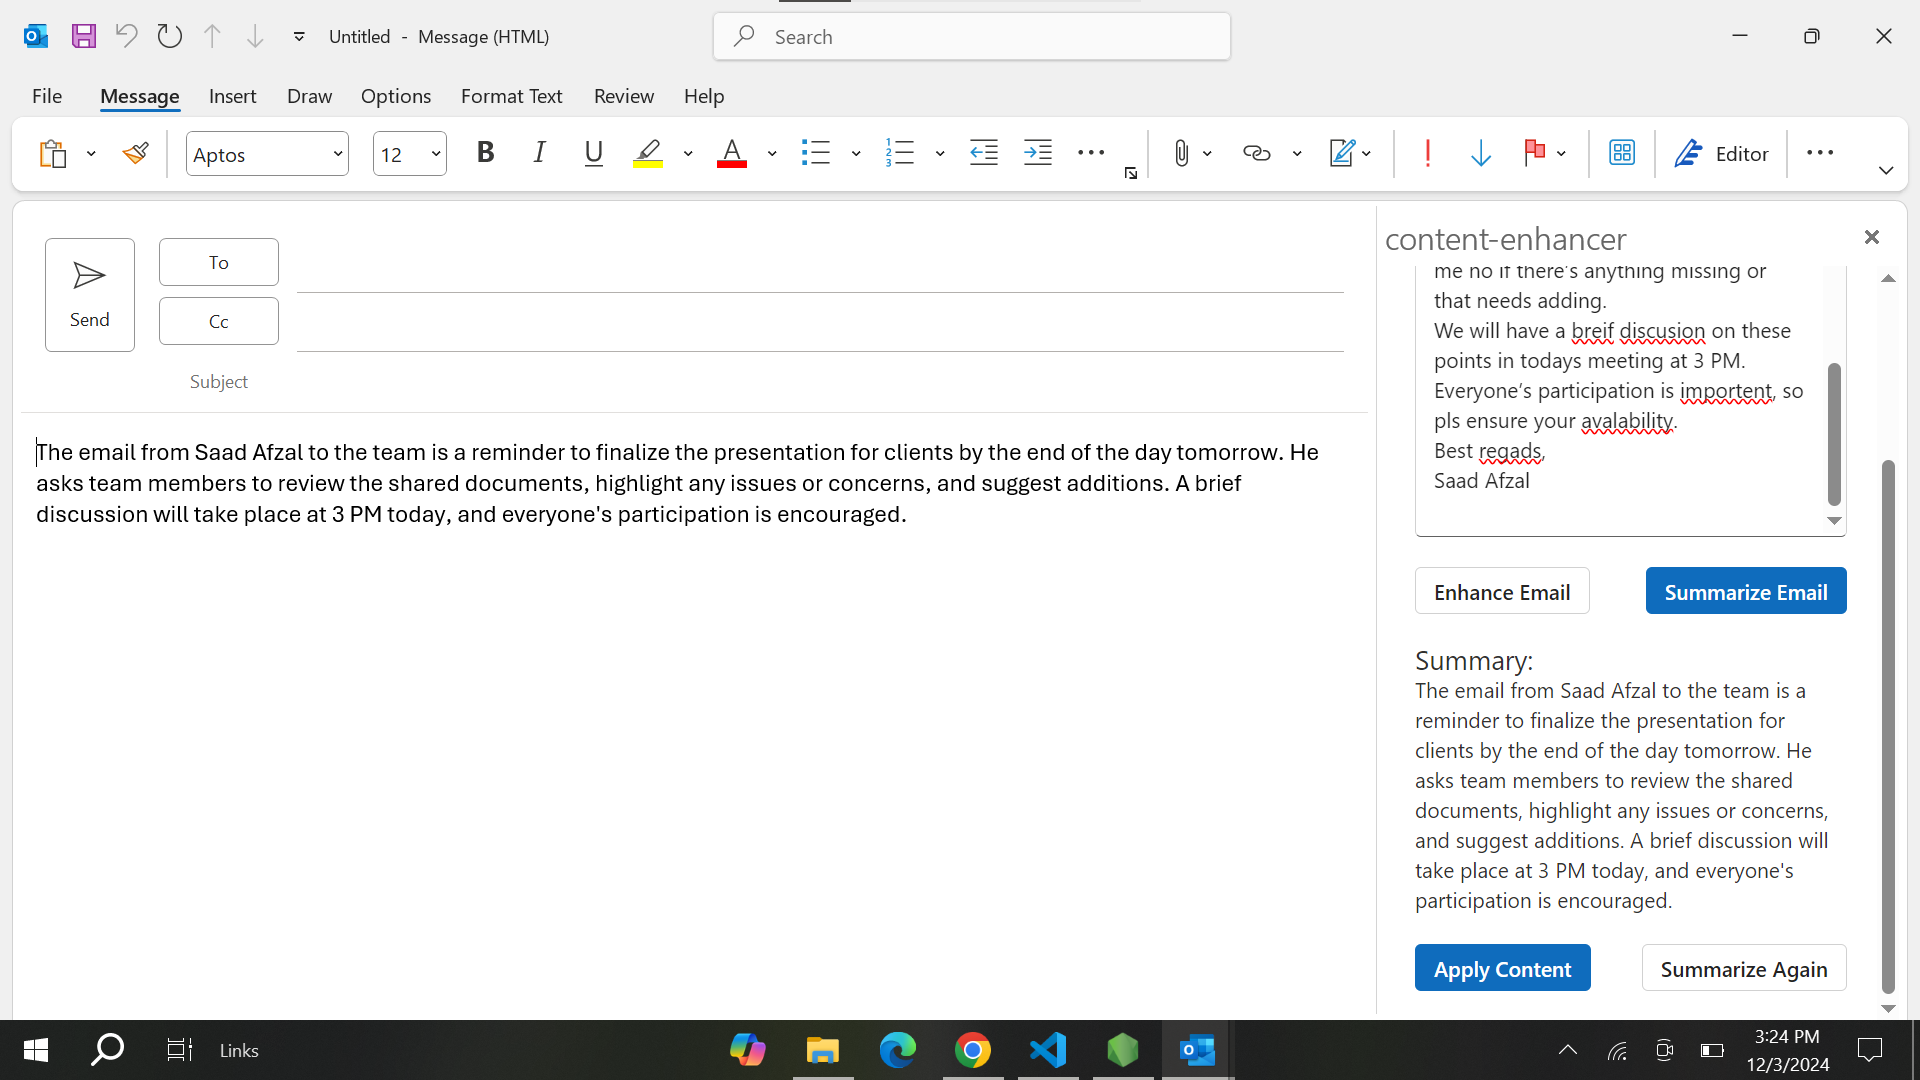 Untitled - Message (HTML)
Search
File Message Insert Draw Options Format Text Review Help
Aptos 12 B I U A Editor
Send
To
Cc
Subject
The email from Saad Afzal to the team is a reminder to finalize the presentation for clients by the end of the day tomorrow. He
asks team members to review the shared documents, highlight any issues or concerns, and suggest additions. A brief
discussion will take place at 3 PM today, and everyone's participation is encouraged.
content-enhancer
me no if there's anything missing or
that needs adding.
We will have a breif discusion on these
points in todays meeting at 3 PM.
Everyone's participation is importent, so
pls ensure your avalability.
Best regads,
Saad Afzal
Enhance Email
Summarize Email
Summary:
The email from Saad Afzal to the team is a
reminder to finalize the presentation for
clients by the end of the day tomorrow. He
asks team members to review the shared
documents, highlight any issues or concerns,
and suggest additions. A brief discussion will
take place at 3 PM today, and everyone's
participation is encouraged.
Apply Content
Summarize Again
Links
3:24 PM
12/3/2024